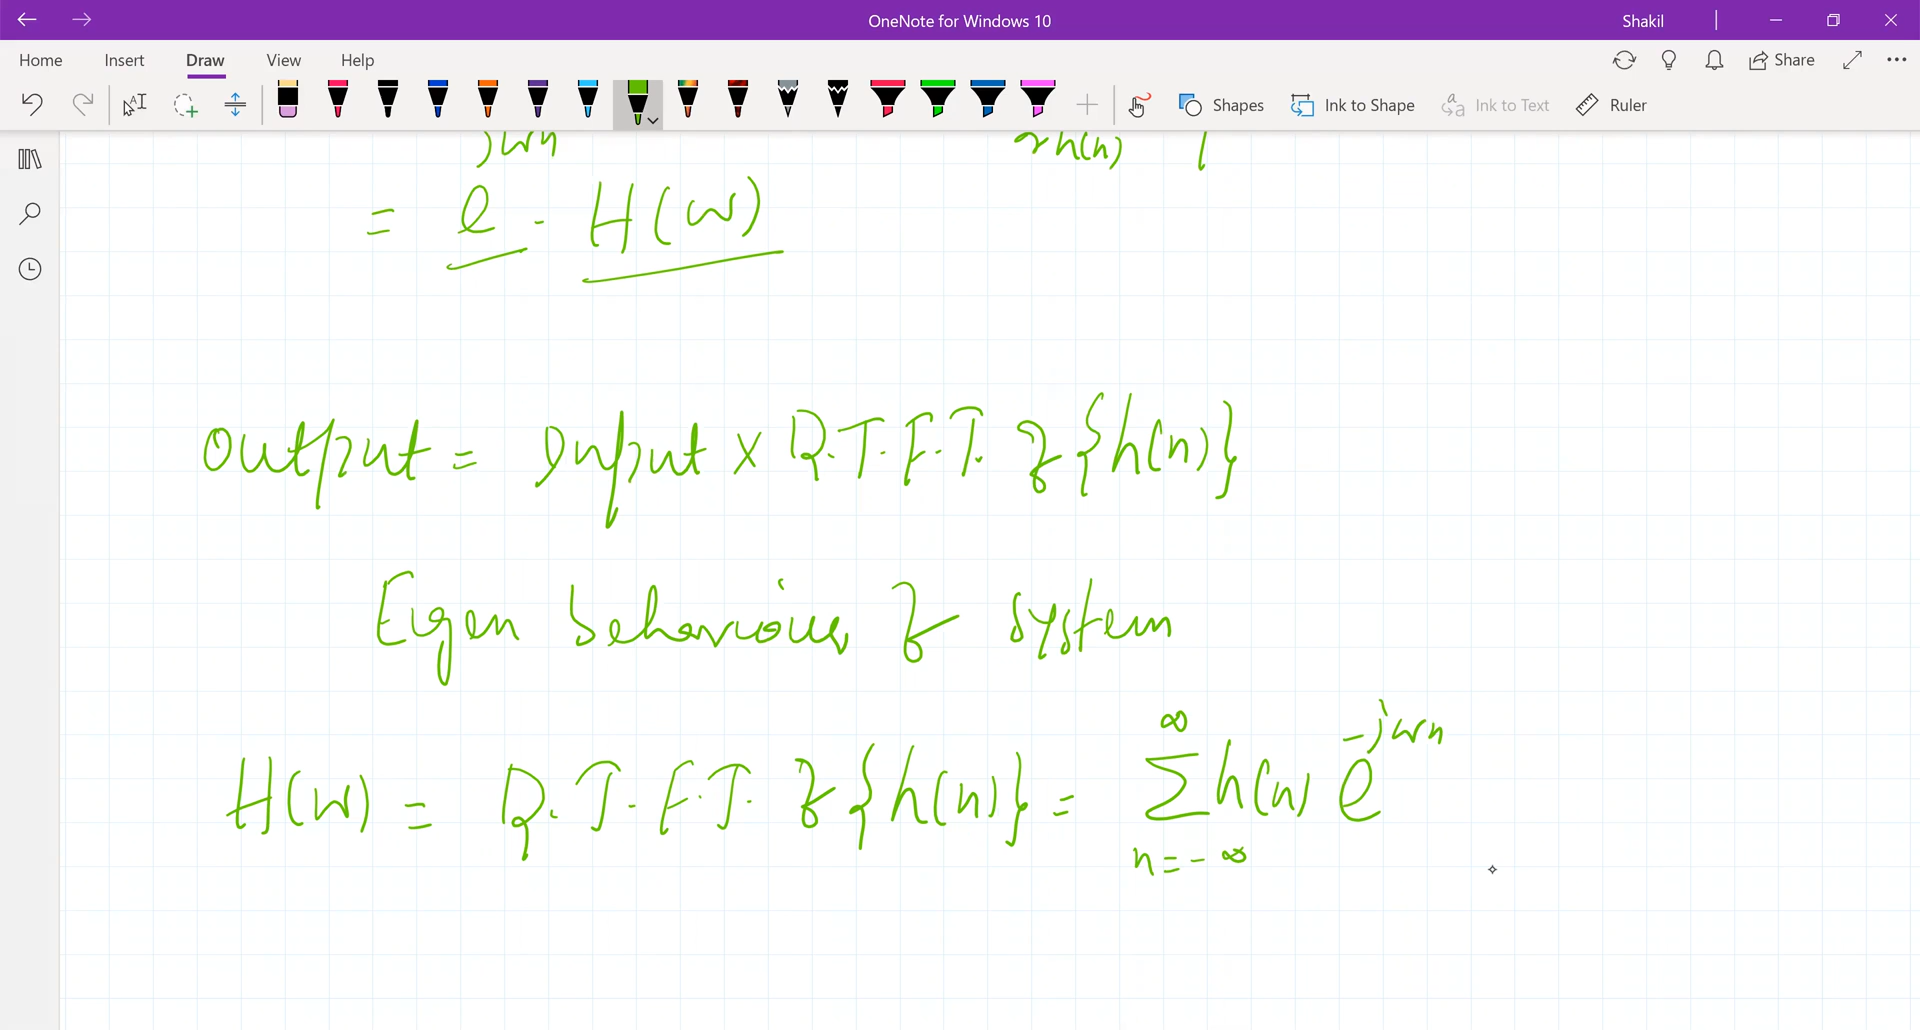 OneNote for Windows 10
Shakil
Home Insert Draw View Help
Share
Shapes Ink to Shape Ink to Text Ruler
jwn
= e · H(w)
Output = Input × D.T.F.T. of {h(n)}
Eigen behaviour of system
H(w) = D.T.F.T. of {h(n)} = ∞ Σ n=-∞ h(n) e^-jwn